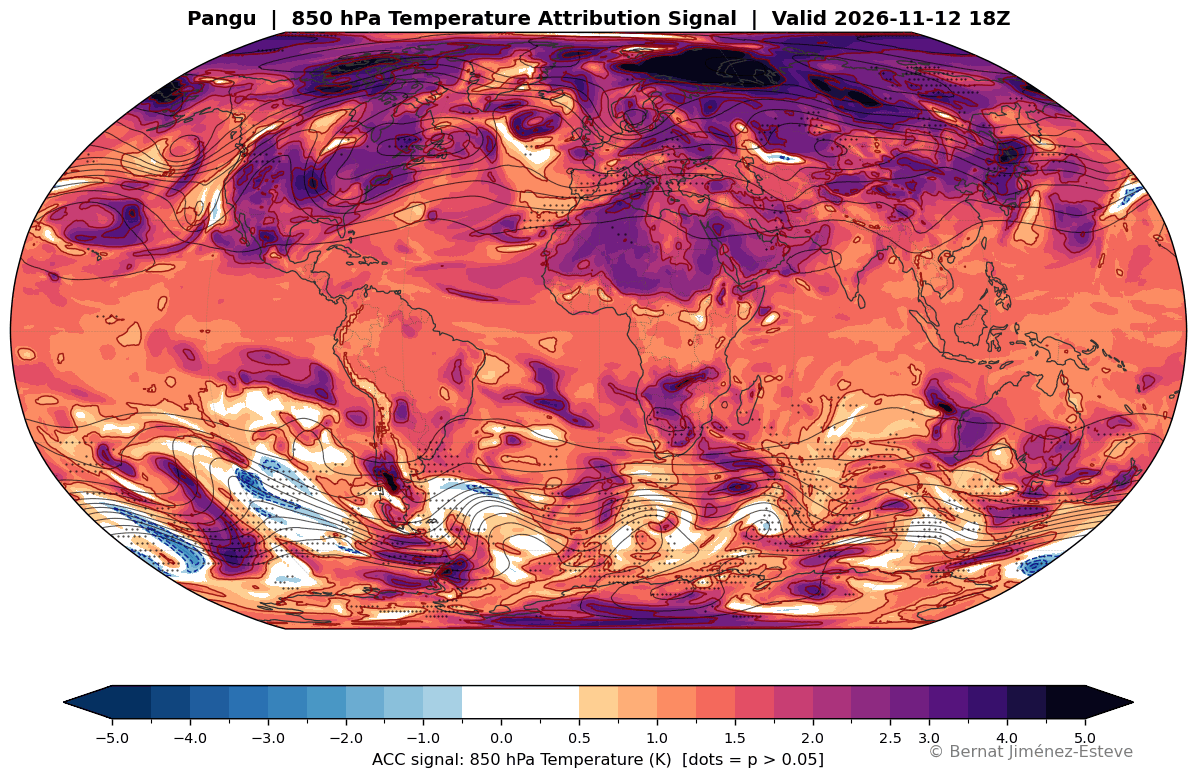 Pangu | 850 hPa Temperature Attribution Signal | Valid 2026-11-12 18Z
−5.0 −4.0 −3.0 −2.0 −1.0 0.0 0.5 1.0 1.5 2.0 2.5 3.0 4.0 5.0
© Bernat Jiménez-Esteve
ACC signal: 850 hPa Temperature (K) [dots = p > 0.05]